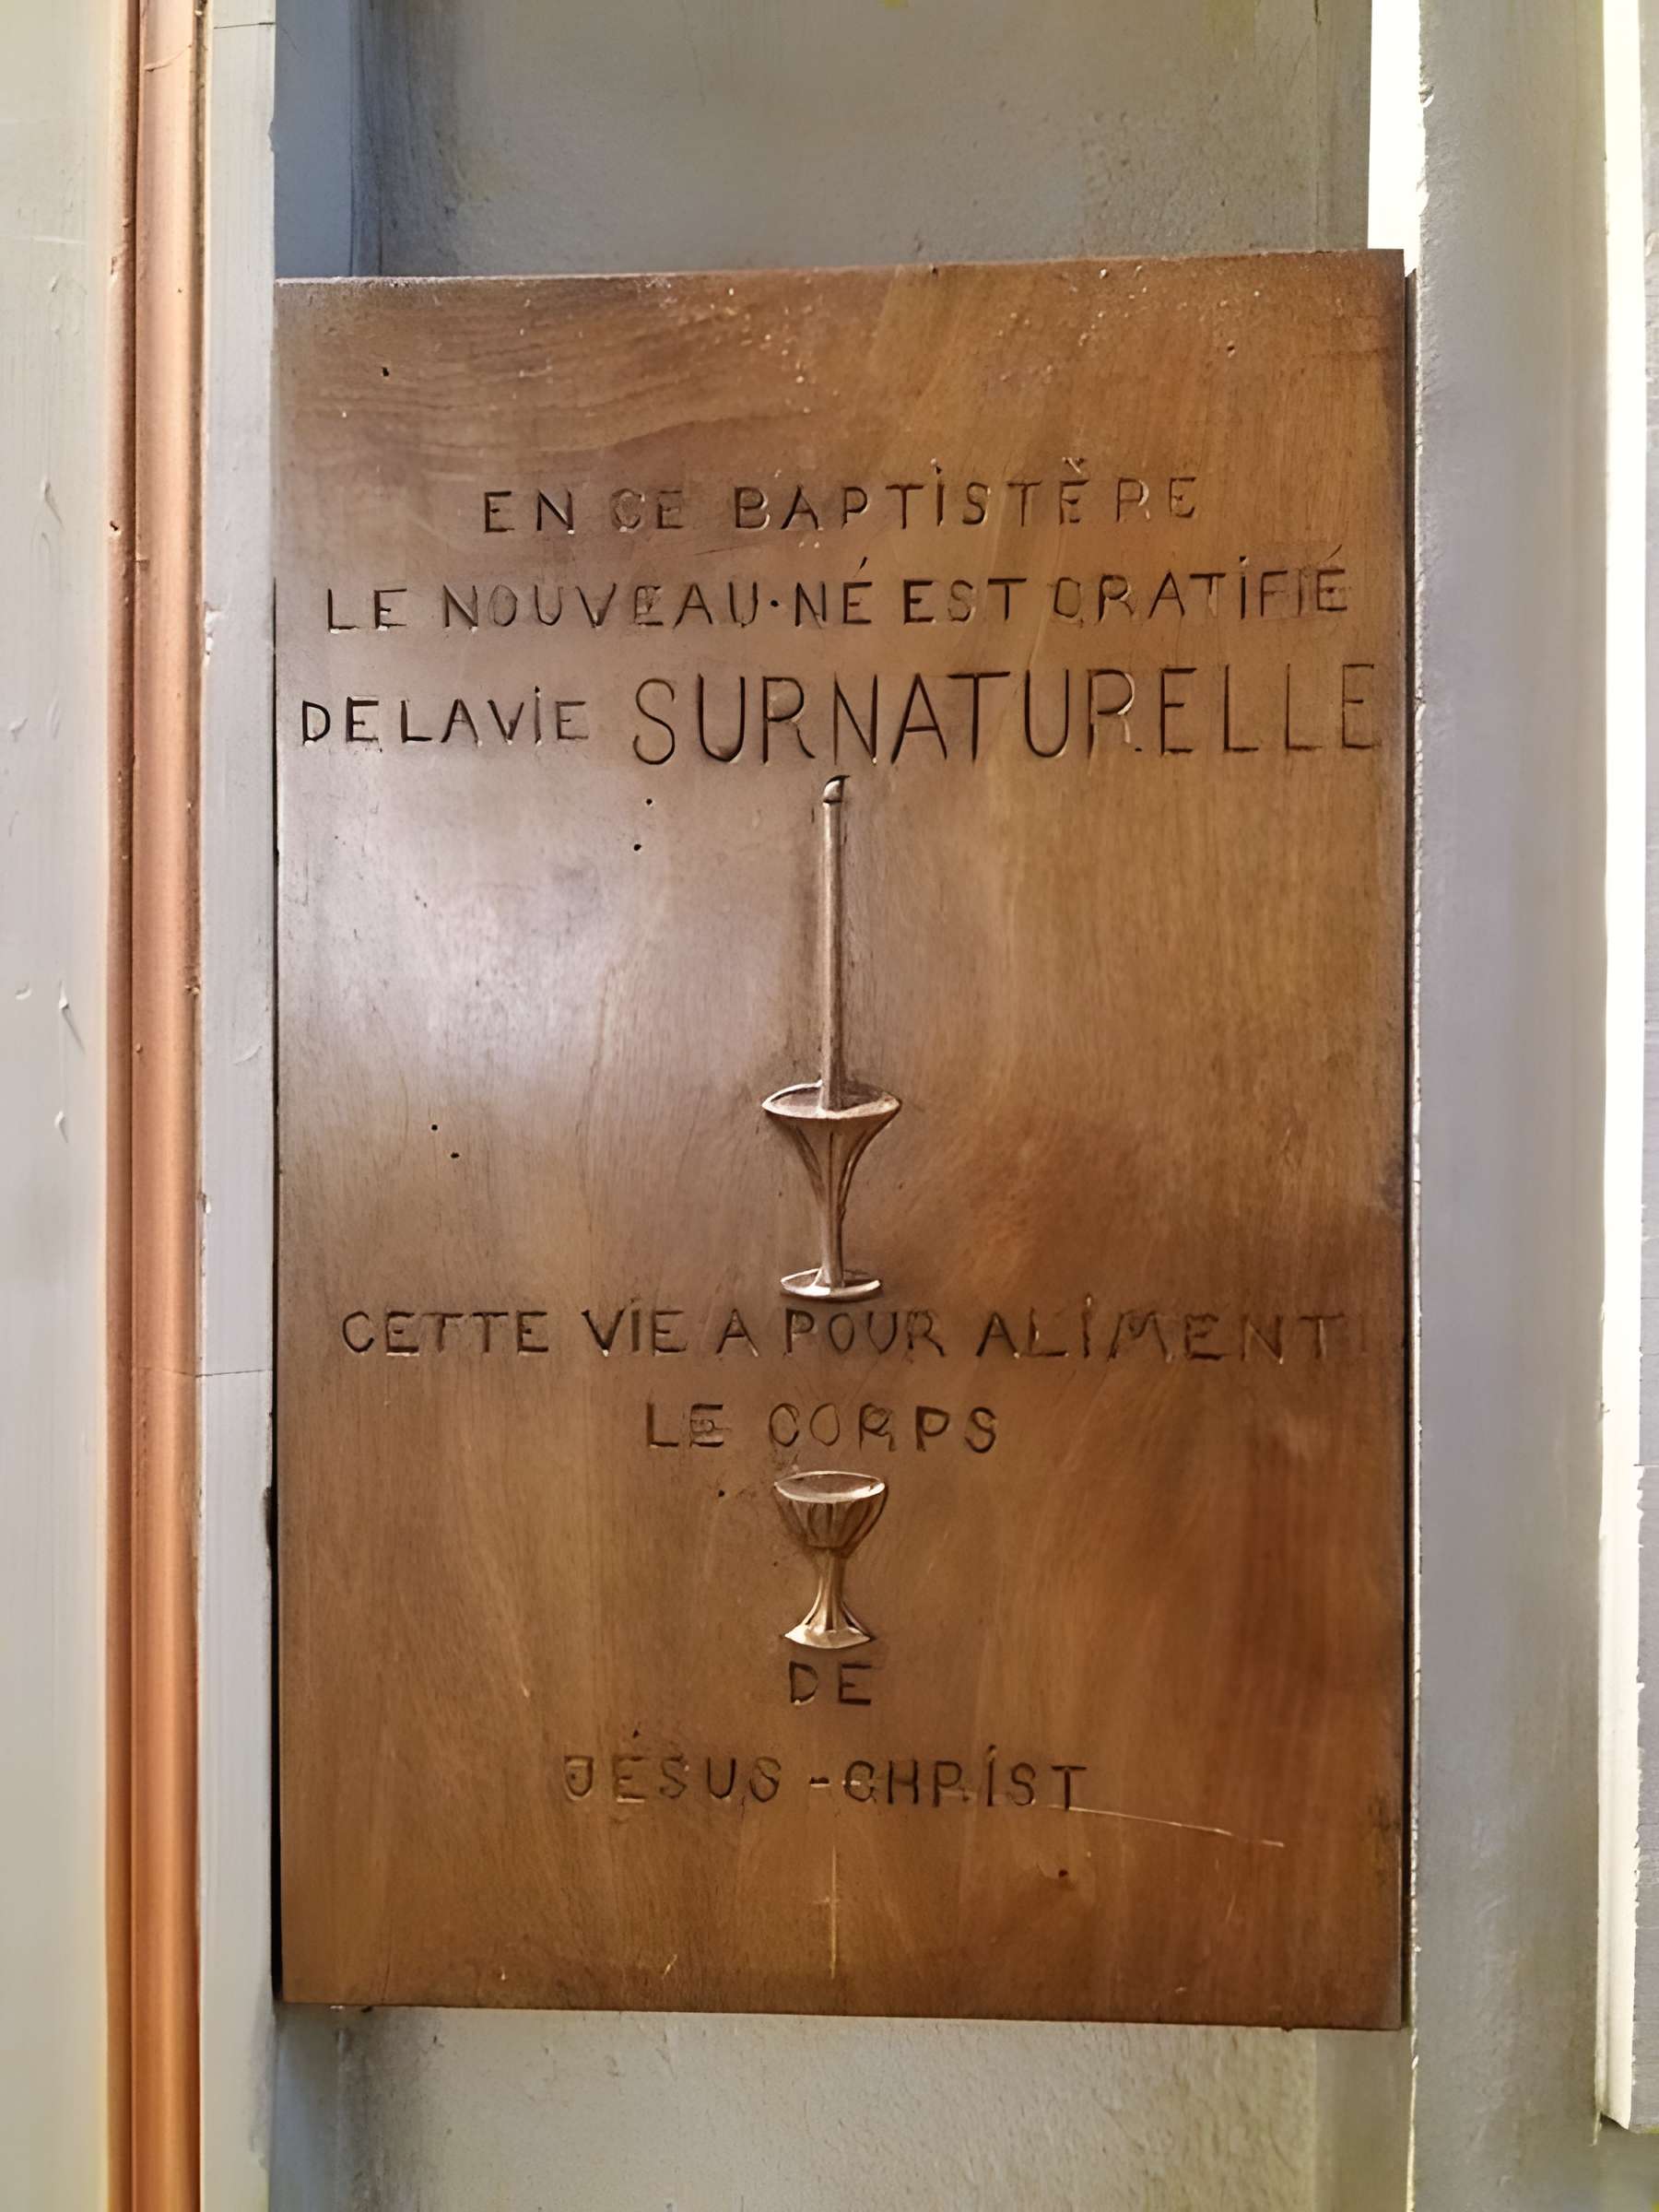 EN CE BAPTISTÈRE
LE NOUVEAU·NÉ EST GRATIFIÉ
DE LA VIE SURNATURELLE
CETTE VIE A POUR ALIMENT
LE CORPS
DE
JÉSUS-CHRIST